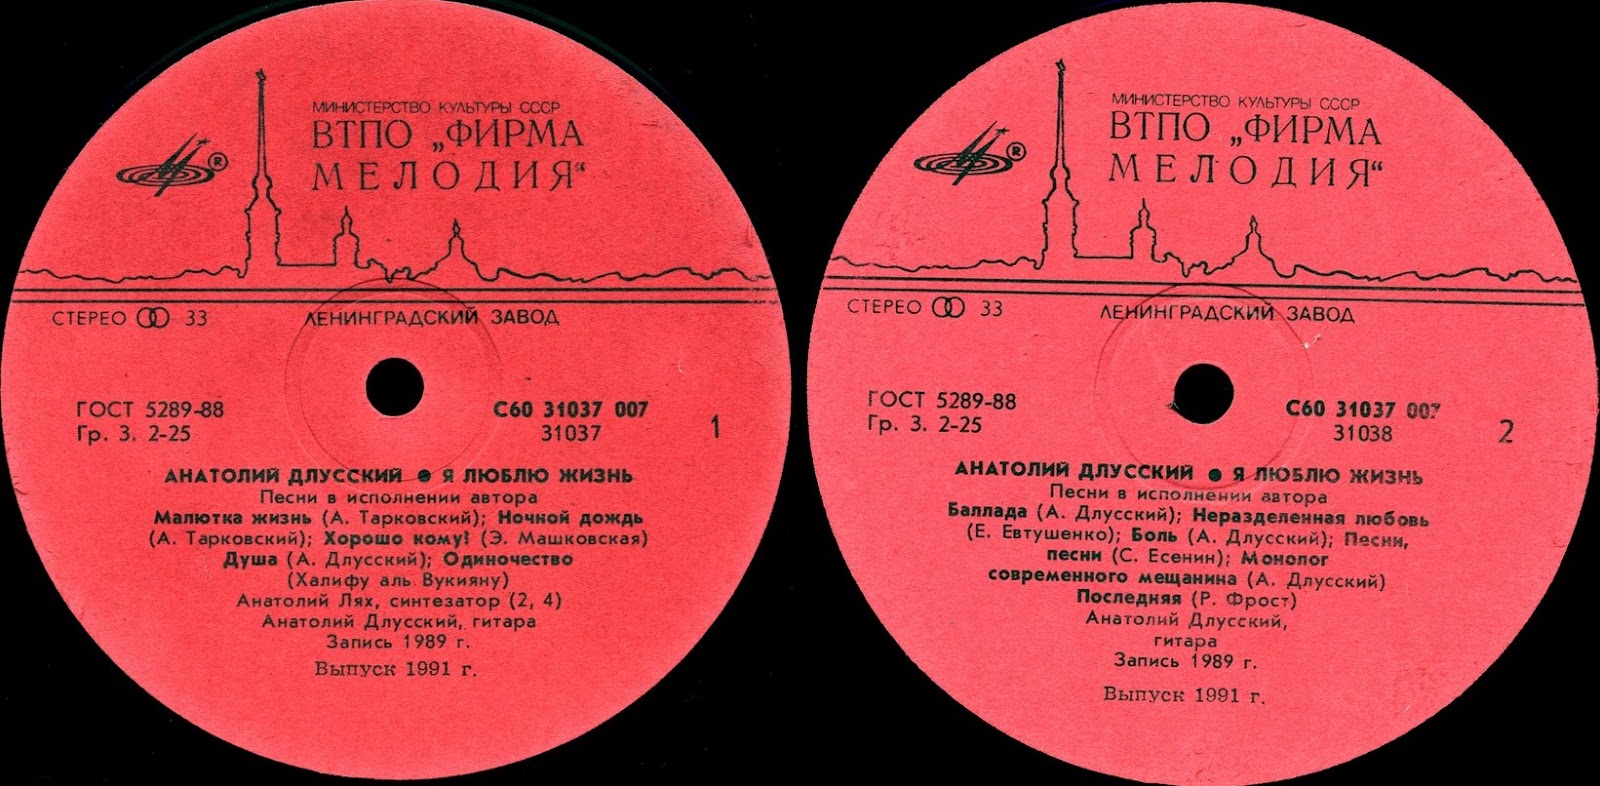 МИНИСТЕРСТВО КУЛЬТУРЫ СССР
ВТПО „ФИРМА
МЕЛОДИЯ“
®
СТЕРЕО 33
ЛЕНИНГРАДСКИЙ ЗАВОД
ГОСТ 5289-88
Гр. 3. 2-25
С60 31037 007
31037
1
АНАТОЛИЙ ДЛУССКИЙ ● Я ЛЮБЛЮ ЖИЗНЬ
Песни в исполнении автора
Малютка жизнь (А. Тарковский); Ночной дождь
(А. Тарковский); Хорошо кому! (Э. Машковская)
Душа (А. Длусский); Одиночество
(Халифу аль Вукияну)
Анатолий Лях, синтезатор (2, 4)
Анатолий Длусский, гитара
Запись 1989 г.
Выпуск 1991 г.
МИНИСТЕРСТВО КУЛЬТУРЫ СССР
ВТПО „ФИРМА
МЕЛОДИЯ“
®
СТЕРЕО 33
ЛЕНИНГРАДСКИЙ ЗАВОД
ГОСТ 5289-88
Гр. 3. 2-25
С60 31037 007
31038
2
АНАТОЛИЙ ДЛУССКИЙ ● Я ЛЮБЛЮ ЖИЗНЬ
Песни в исполнении автора
Баллада (А. Длусский); Неразделенная любовь
(Е. Евтушенко); Боль (А. Длусский); Песни,
песни (С. Есенин); Монолог
современного мещанина (А. Длусский)
Последняя (Р. Фрост)
Анатолий Длусский,
гитара
Запись 1989 г.
Выпуск 1991 г.